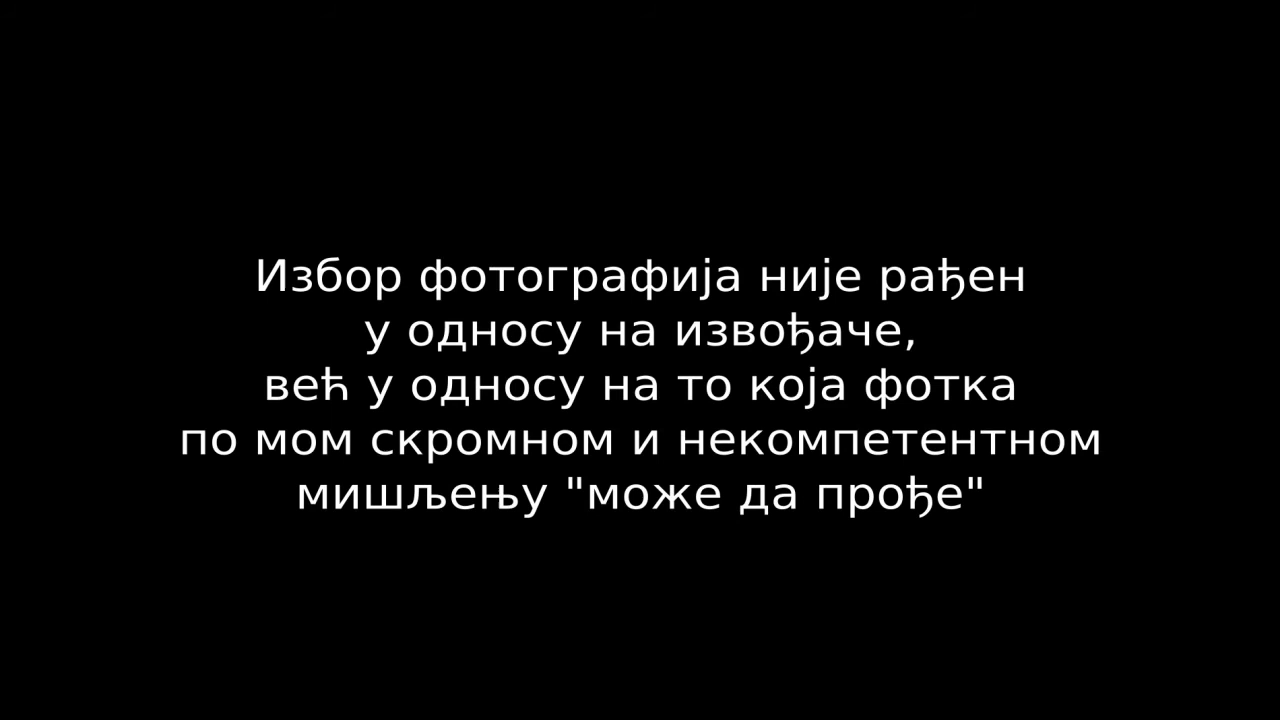 Избор фотографија није рађен
у односу на извођаче,
већ у односу на то која фотка
по мом скромном и некомпетентном
мишљењу "може да прође"